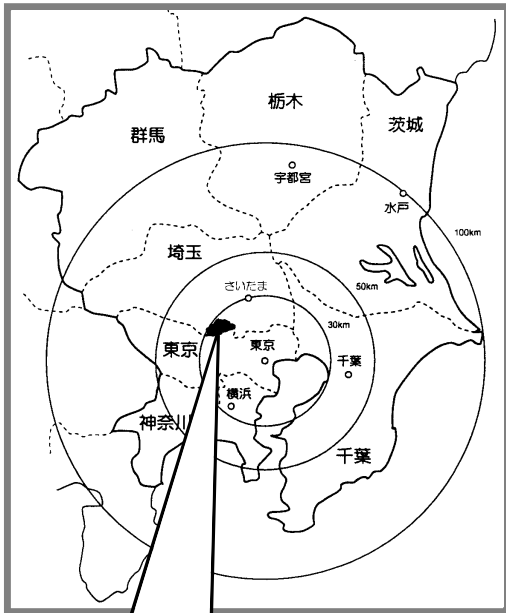 栃木
茨城
群馬
宇都宮
水戸
100km
埼玉
さいたま
50km
30km
東京
東京
千葉
横浜
神奈川
千葉